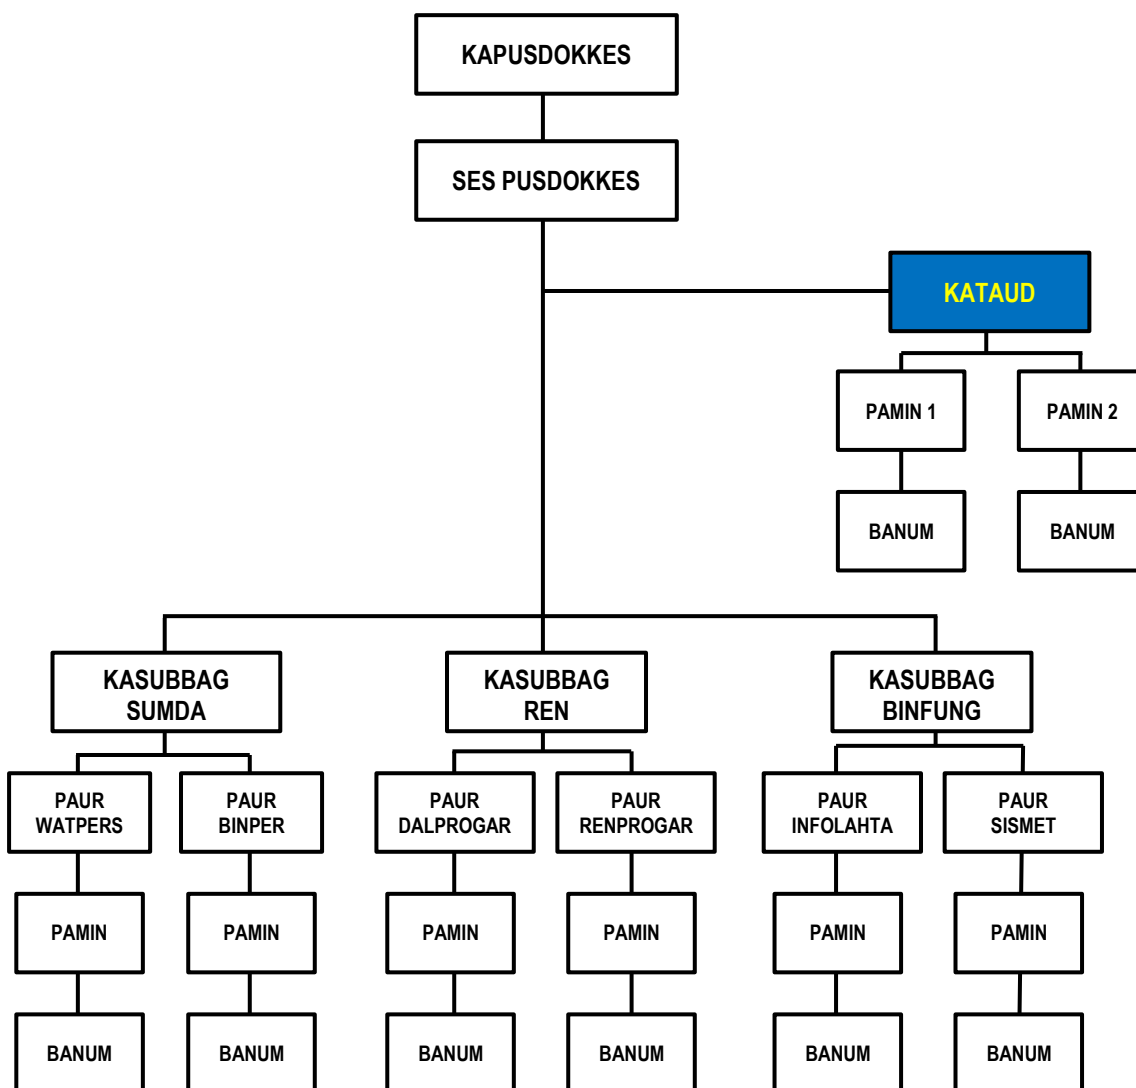 KAPUSDOKKES
SES PUSDOKKES
KATAUD
PAMIN 1
PAMIN 2
BANUM
BANUM
KASUBBAG
SUMDA
KASUBBAG
REN
KASUBBAG
BINFUNG
PAUR
WATPERS
PAUR
BINPER
PAUR
DALPROGAR
PAUR
RENPROGAR
PAUR
INFOLAHTA
PAUR
SISMET
PAMIN
PAMIN
PAMIN
PAMIN
PAMIN
PAMIN
BANUM
BANUM
BANUM
BANUM
BANUM
BANUM